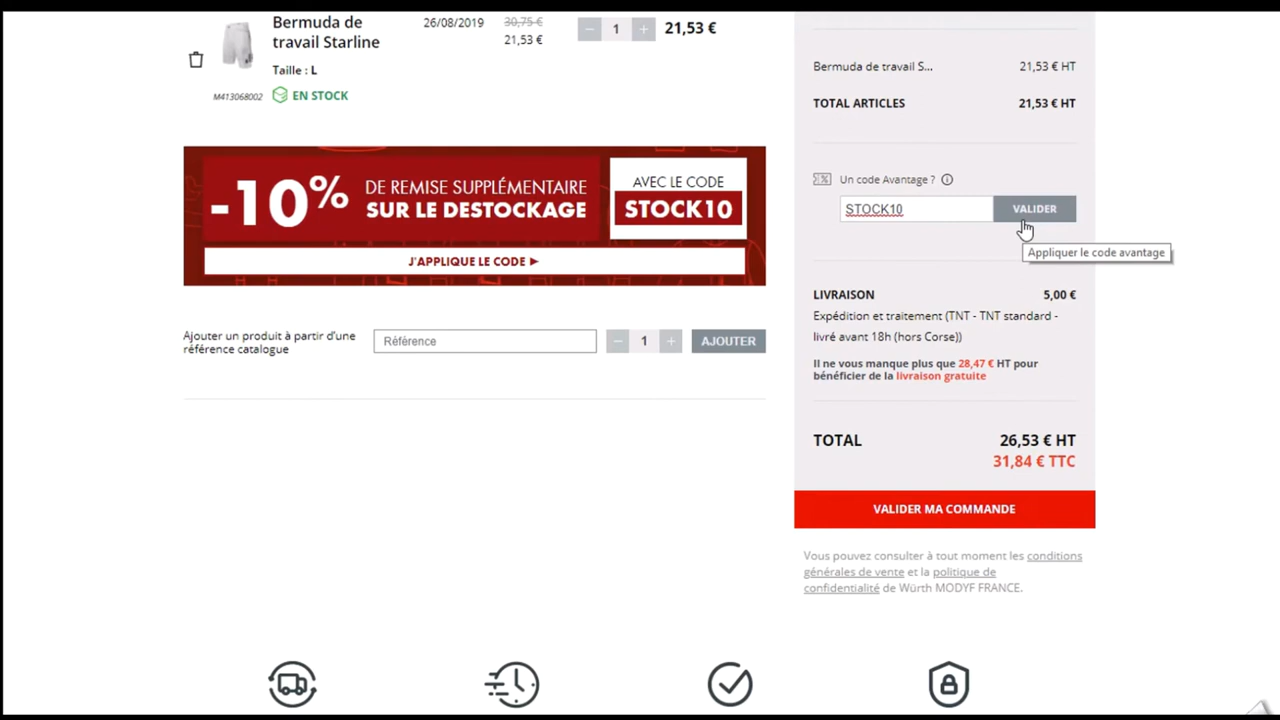 Bermuda de
travail Starline
Taille : L
M413068002
EN STOCK
26/08/2019
30,75 €
21,53 €
− 1 +
21,53 €
-10% DE REMISE SUPPLÉMENTAIRE
SUR LE DESTOCKAGE
AVEC LE CODE
STOCK10
J'APPLIQUE LE CODE ►
Ajouter un produit à partir d'une
référence catalogue
Référence
− 1 +
AJOUTER
Bermuda de travail S... 21,53 € HT
TOTAL ARTICLES 21,53 € HT
Un code Avantage ?
STOCK10
VALIDER
Appliquer le code avantage
LIVRAISON 5,00 €
Expédition et traitement (TNT - TNT standard -
livré avant 18h (hors Corse))
Il ne vous manque plus que 28,47 € HT pour
bénéficier de la livraison gratuite
TOTAL 26,53 € HT
31,84 € TTC
VALIDER MA COMMANDE
Vous pouvez consulter à tout moment les conditions
générales de vente et la politique de
confidentialité de Würth MODYF FRANCE.